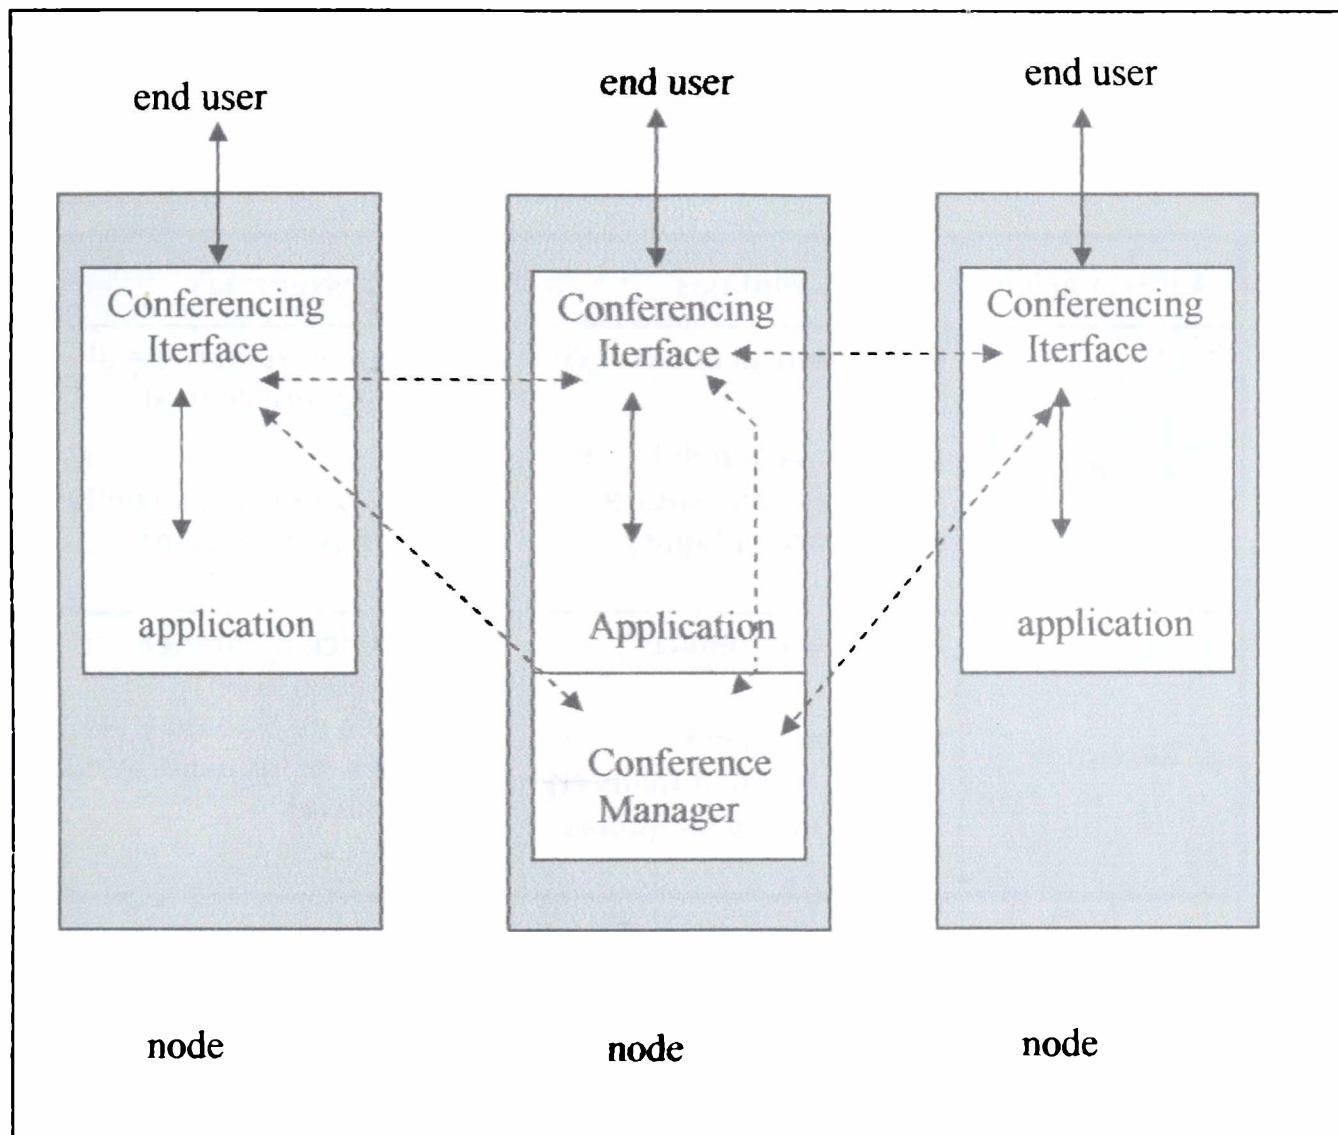 end user
end user
end user
Conferencing
Iterface
application
Conferencing
Iterface
Application
Conference
Manager
Conferencing
Iterface
application
node
node
node